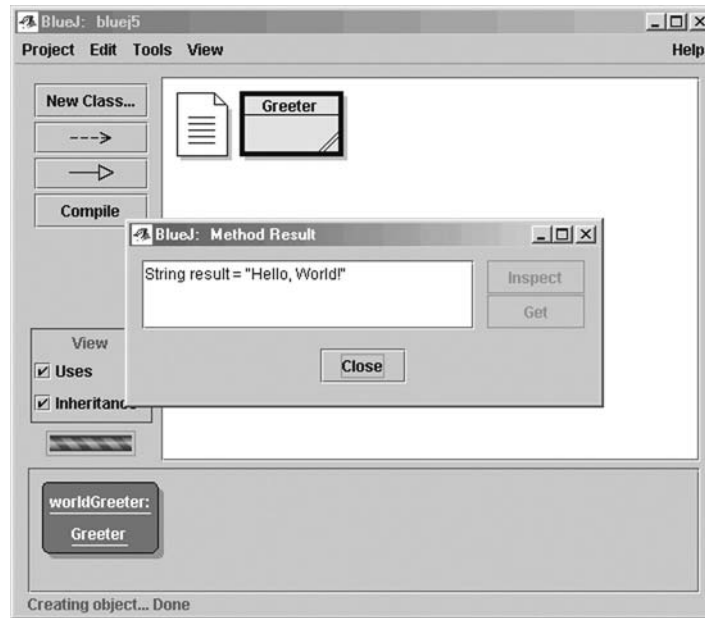 BlueJ: bluej5
Project Edit Tools View Help
New Class...
Compile
Greeter
BlueJ: Method Result
String result = "Hello, World!"
Inspect
Get
Close
View
Uses
Inheritance
worldGreeter:
Greeter
Creating object... Done